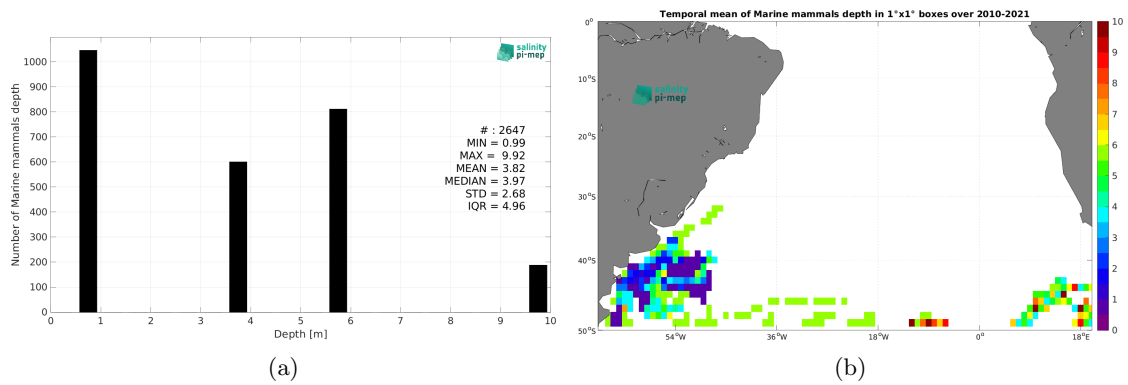 1000
900
800
700
600
500
400
300
200
100
0
Number of Marine mammals depth
salinity
pi-mep
# : 2647
MIN = 0.99
MAX = 9.92
MEAN = 3.82
MEDIAN = 3.97
STD = 2.68
IQR = 4.96
0 1 2 3 4 5 6 7 8 9 10
Depth [m]
(a)
Temporal mean of Marine mammals depth in 1°x1° boxes over 2010-2021
0°
10°S
20°S
30°S
40°S
50°S
salinity
pi-mep
54°W 36°W 18°W 0° 18°E
10
9
8
7
6
5
4
3
2
1
0
(b)